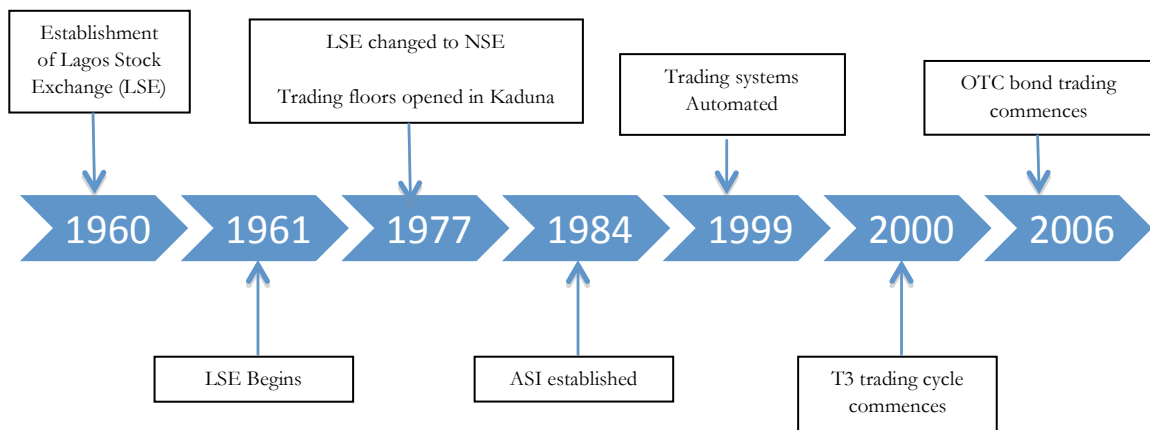 Establishment
of Lagos Stock
Exchange (LSE)
LSE changed to NSE
Trading floors opened in Kaduna
Trading systems
Automated
OTC bond trading
commences
1960
1961
1977
1984
1999
2000
2006
LSE Begins
ASI established
T3 trading cycle
commences